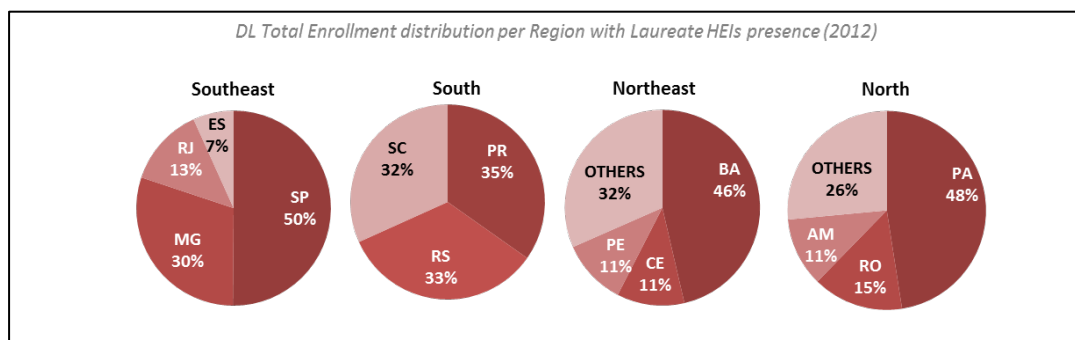 DL Total Enrollment distribution per Region with Laureate HEIs presence (2012)
Southeast
ES
7%
RJ
13%
SP
50%
MG
30%
South
SC
32%
PR
35%
RS
33%
Northeast
OTHERS
32%
BA
46%
PE
11%
CE
11%
North
OTHERS
26%
PA
48%
AM
11%
RO
15%